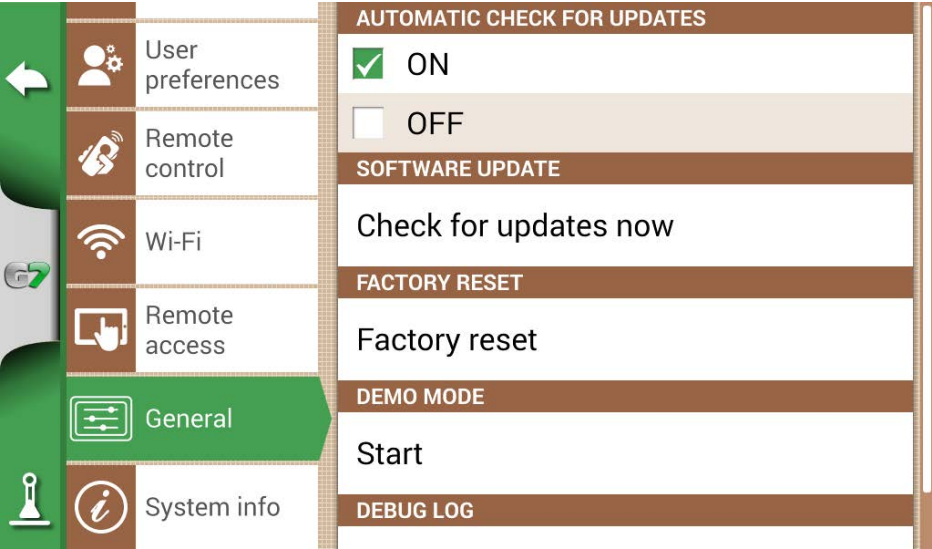 User
preferences
Remote
control
Wi-Fi
G7
Remote
access
General
System info
AUTOMATIC CHECK FOR UPDATES
ON
OFF
SOFTWARE UPDATE
Check for updates now
FACTORY RESET
Factory reset
DEMO MODE
Start
DEBUG LOG